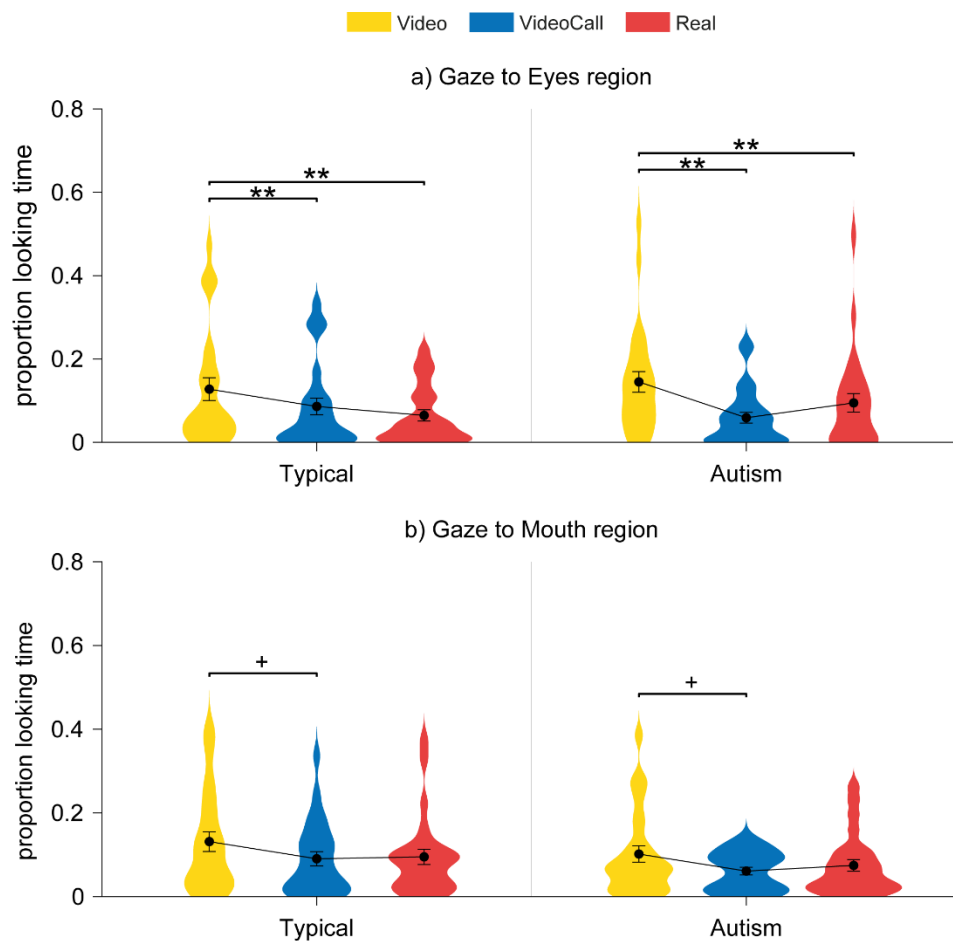 Video VideoCall Real
a) Gaze to Eyes region
proportion looking time
0.8
0.6
0.4
0.2
0
**
**
**
**
Typical Autism
b) Gaze to Mouth region
proportion looking time
0.8
0.6
0.4
0.2
0
+
+
Typical Autism